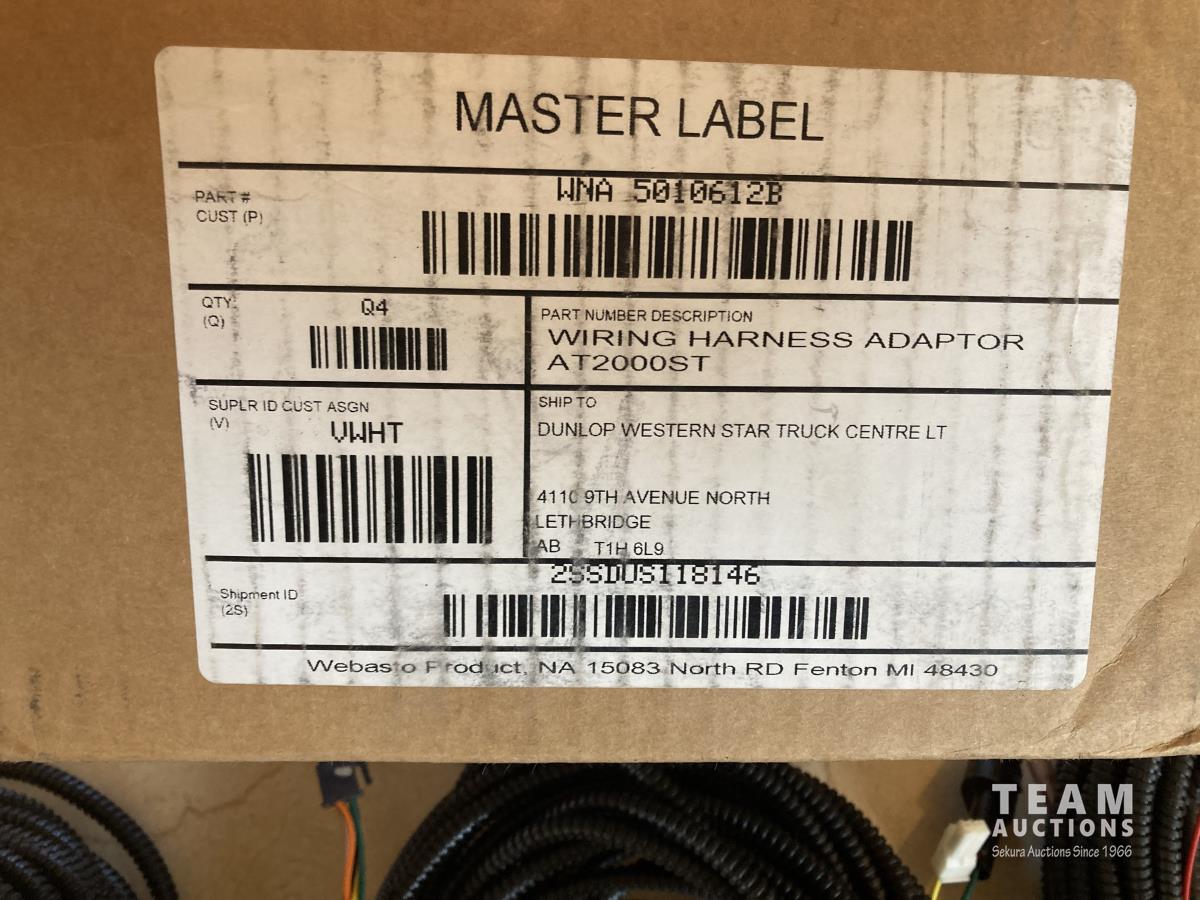 MASTER LABEL
PART #
CUST (P)
WNA 5010612B
QTY
(Q)
Q4
PART NUMBER DESCRIPTION
WIRING HARNESS ADAPTOR
AT2000ST
SUPLR ID CUST ASGN
(V)
VWHT
SHIP TO
DUNLOP WESTERN STAR TRUCK CENTRE LT
4110 9TH AVENUE NORTH
LETHBRIDGE
AB T1H 6L9
2SSDUS118146
Shipment ID
(2S)
Webasto Product, NA 15083 North RD Fenton MI 48430
TEAM
AUCTIONS
Sekura Auctions Since 1966